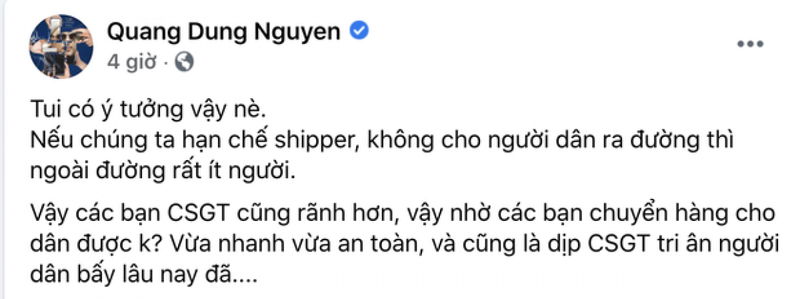 Quang Dung Nguyen
4 giờ ·
Tui có ý tưởng vậy nè.
Nếu chúng ta hạn chế shipper, không cho người dân ra đường thì
ngoài đường rất ít người.
Vậy các bạn CSGT cũng rãnh hơn, vậy nhờ các bạn chuyển hàng cho
dân được k? Vừa nhanh vừa an toàn, và cũng là dịp CSGT tri ân người
dân bấy lâu nay đã....